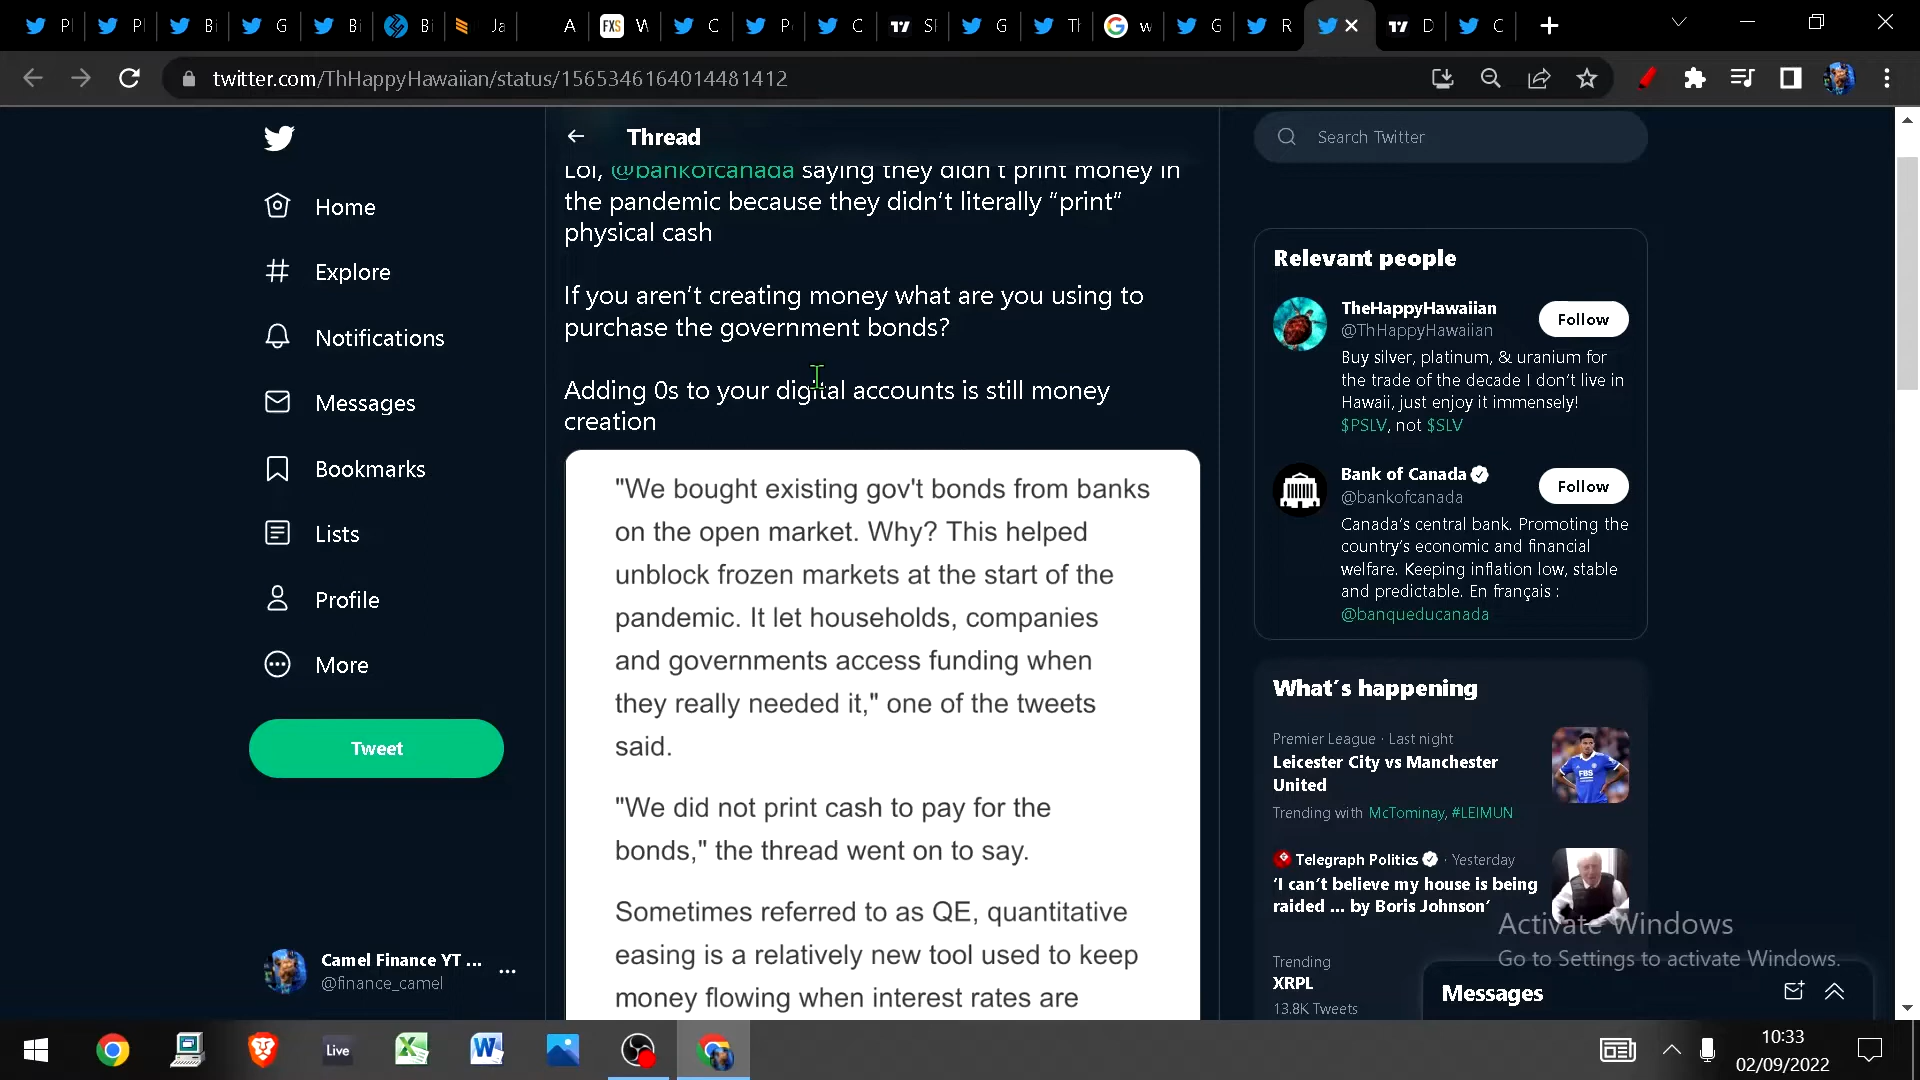 Pl
Pl
Bi
G
Bi
Bi
Ja
A
FXS
W
C
P
C
SI
G
Tl
w
G
R
D
C
twitter.com/ThHappyHawaiian/status/1565346164014481412
Home
Explore
Notifications
Messages
Bookmarks
Lists
Profile
More
Tweet
Camel Finance YT ...
@finance_camel
Thread
Lol, @bankofcanada saying they didn't print money in
the pandemic because they didn't literally "print"
physical cash
If you aren't creating money what are you using to
purchase the government bonds?
Adding 0s to your digital accounts is still money
creation
"We bought existing gov't bonds from banks
on the open market. Why? This helped
unblock frozen markets at the start of the
pandemic. It let households, companies
and governments access funding when
they really needed it," one of the tweets
said.
"We did not print cash to pay for the
bonds," the thread went on to say.
Sometimes referred to as QE, quantitative
easing is a relatively new tool used to keep
money flowing when interest rates are
Search Twitter
Relevant people
TheHappyHawaiian
@ThHappyHawaiian
Follow
Buy silver, platinum, & uranium for
the trade of the decade I don't live in
Hawaii, just enjoy it immensely!
$PSLV, not $SLV
Bank of Canada
@bankofcanada
Follow
Canada's central bank. Promoting the
country's economic and financial
welfare. Keeping inflation low, stable
and predictable. En français :
@banqueducanada
What's happening
Premier League · Last night
Leicester City vs Manchester
United
Trending with McTominay, #LEIMUN
Telegraph Politics · Yesterday
'I can't believe my house is being
raided ... by Boris Johnson'
Trending
XRPL
13.8K Tweets
Activate Windows
Go to Settings to activate Windows.
Messages
Live
10:33
02/09/2022